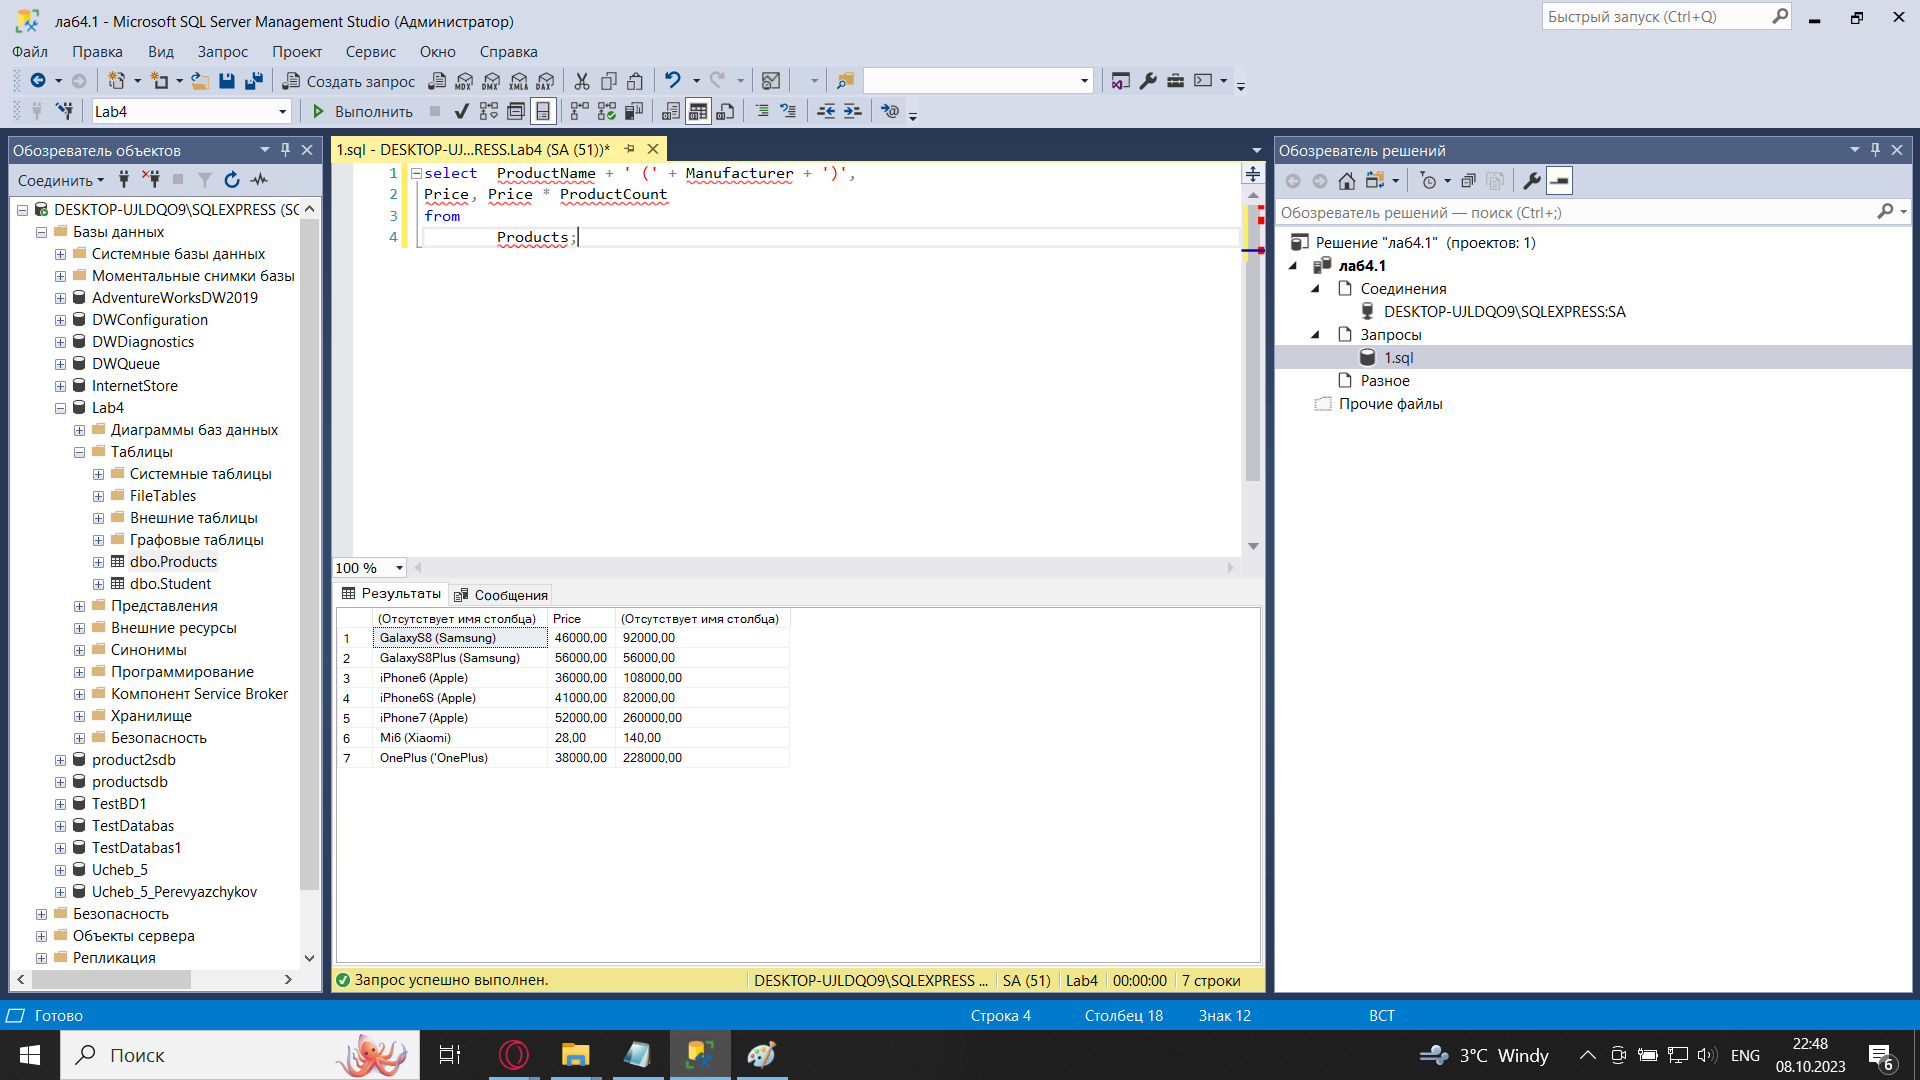 лаб4.1 - Microsoft SQL Server Management Studio (Администратор)
Быстрый запуск (Ctrl+Q)
Файл Правка Вид Запрос Проект Сервис Окно Справка
Создать запрос MDX DMX XMLA DAX
Lab4 Выполнить
Обозреватель объектов
Соединить
DESKTOP-UJLDQO9\SQLEXPRESS (SC
Базы данных
Системные базы данных
Моментальные снимки базы
AdventureWorksDW2019
DWConfiguration
DWDiagnostics
DWQueue
InternetStore
Lab4
Диаграммы баз данных
Таблицы
Системные таблицы
FileTables
Внешние таблицы
Графовые таблицы
dbo.Products
dbo.Student
Представления
Внешние ресурсы
Синонимы
Программирование
Компонент Service Broker
Хранилище
Безопасность
product2sdb
productsdb
TestBD1
TestDatabas
TestDatabas1
Ucheb_5
Ucheb_5_Perevyazchykov
Безопасность
Объекты сервера
Репликация
1.sql - DESKTOP-UJ...RESS.Lab4 (SA (51))*
1 select ProductName + ' (' + Manufacturer + ')',
2 Price, Price * ProductCount
3 from
4 Products;
100 %
Результаты Сообщения
(Отсутствует имя столбца) Price (Отсутствует имя столбца)
1 GalaxyS8 (Samsung) 46000,00 92000,00
2 GalaxyS8Plus (Samsung) 56000,00 56000,00
3 iPhone6 (Apple) 36000,00 108000,00
4 iPhone6S (Apple) 41000,00 82000,00
5 iPhone7 (Apple) 52000,00 260000,00
6 Mi6 (Xiaomi) 28,00 140,00
7 OnePlus ('OnePlus) 38000,00 228000,00
Запрос успешно выполнен. DESKTOP-UJLDQO9\SQLEXPRESS ... SA (51) Lab4 00:00:00 7 строки
Обозреватель решений
Обозреватель решений — поиск (Ctrl+;)
Решение "лаб4.1" (проектов: 1)
лаб4.1
Соединения
DESKTOP-UJLDQO9\SQLEXPRESS:SA
Запросы
1.sql
Разное
Прочие файлы
Готово Строка 4 Столбец 18 Знак 12 ВСТ
Поиск
3°C Windy ENG
22:48
08.10.2023
6